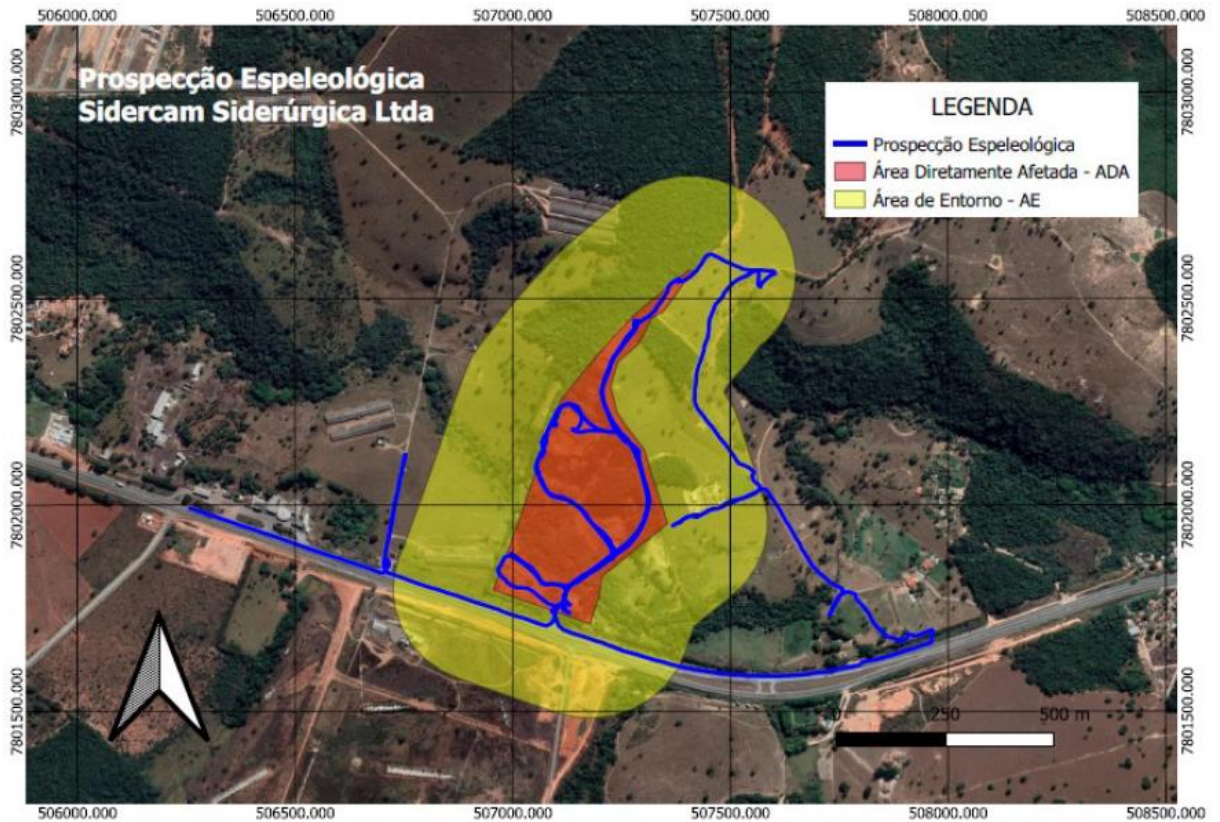 506000.000 506500.000 507000.000 507500.000 508000.000 508500.000
Prospecção Espeleológica
Sidercam Siderúrgica Ltda
LEGENDA
Prospecção Espeleológica
Área Diretamente Afetada - ADA
Área de Entorno - AE
7803000.000 7803000.000
7802500.000 7802500.000
7802000.000 7802000.000
7801500.000 7801500.000
0 250 500 m
506000.000 506500.000 507000.000 507500.000 508000.000 508500.000